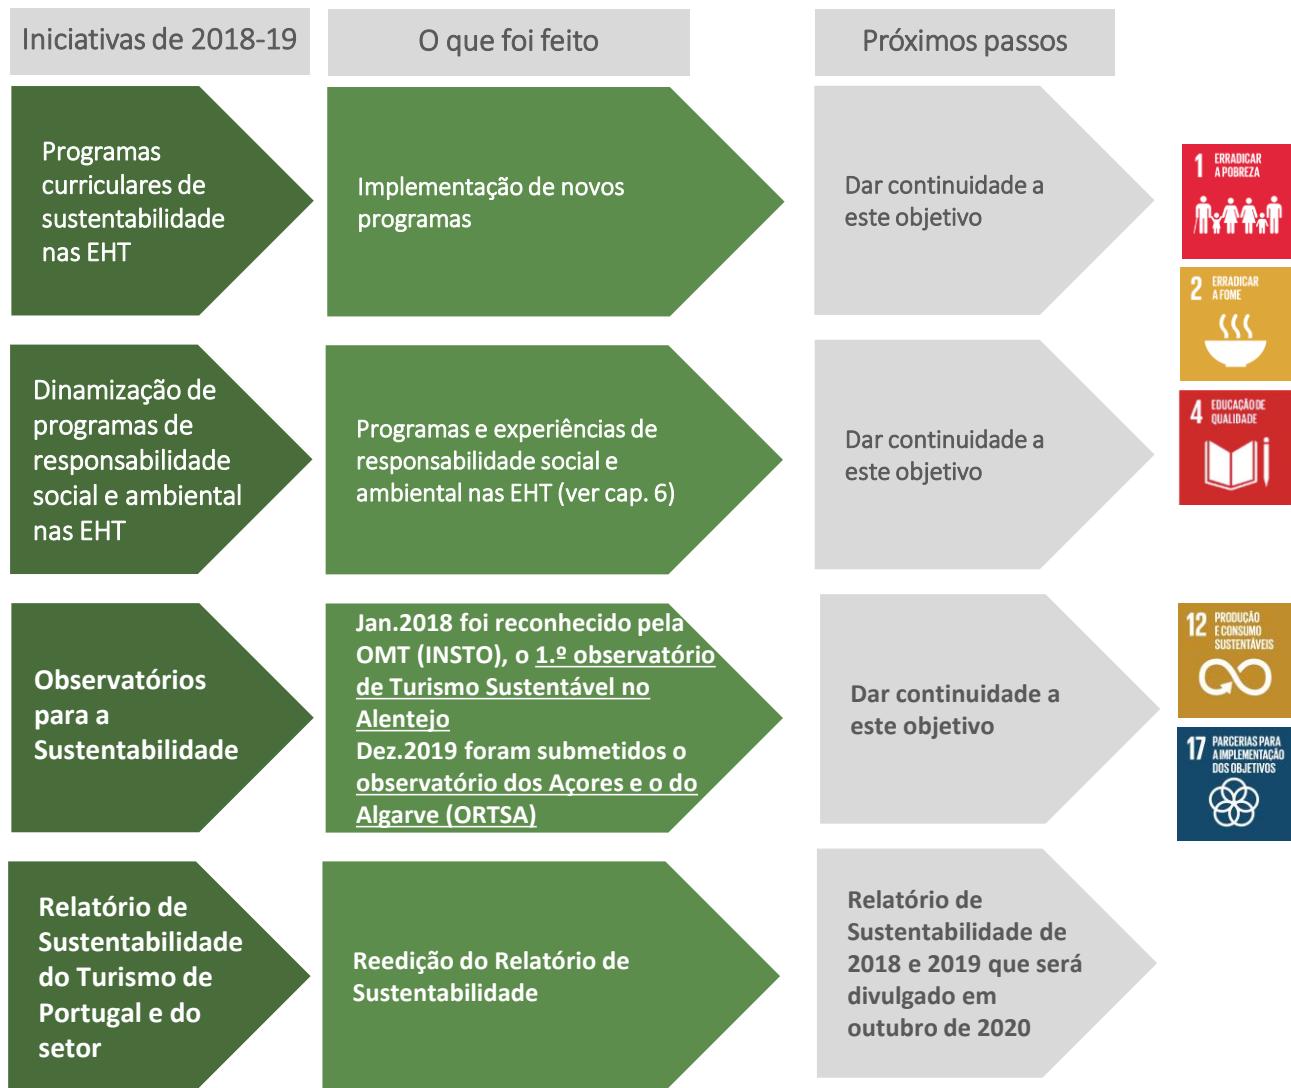 Iniciativas de 2018-19
O que foi feito
Próximos passos
Programas
curriculares de
sustentabilidade
nas EHT
Implementação de novos
programas
Dar continuidade a
este objetivo
1 ERRADICAR
A POBREZA
2 ERRADICAR
A FOME
Dinamização de
programas de
responsabilidade
social e ambiental
nas EHT
Programas e experiências de
responsabilidade social e
ambiental nas EHT (ver cap. 6)
Dar continuidade a
este objetivo
4 EDUCAÇÃO DE
QUALIDADE
Observatórios
para a
Sustentabilidade
Jan.2018 foi reconhecido pela
OMT (INSTO), o 1.º observatório
de Turismo Sustentável no
Alentejo
Dez.2019 foram submetidos o
observatório dos Açores e o do
Algarve (ORTSA)
Dar continuidade a
este objetivo
12 PRODUÇÃO
E CONSUMO
SUSTENTÁVEIS
17 PARCERIAS PARA
A IMPLEMENTAÇÃO
DOS OBJETIVOS
Relatório de
Sustentabilidade
do Turismo de
Portugal e do
setor
Reedição do Relatório de
Sustentabilidade
Relatório de
Sustentabilidade de
2018 e 2019 que será
divulgado em
outubro de 2020